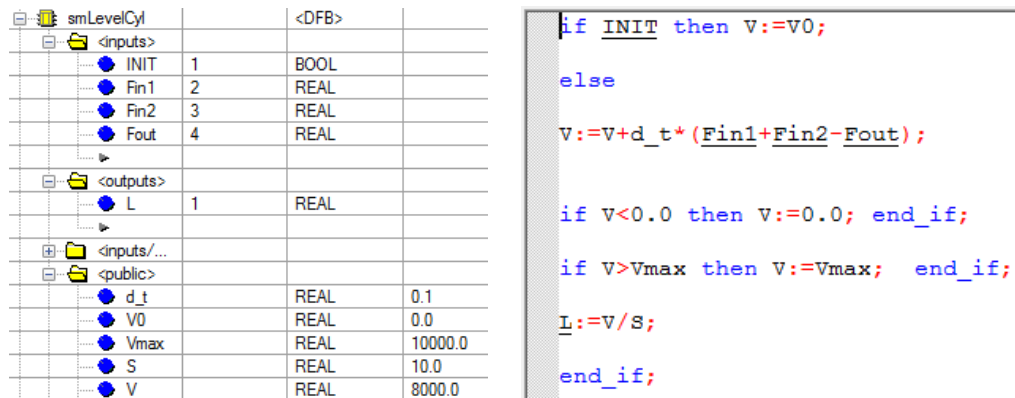 smLevelCyl <DFB>
<inputs>
INIT 1 BOOL
Fin1 2 REAL
Fin2 3 REAL
Fout 4 REAL
<outputs>
L 1 REAL
<inputs/...
<public>
d_t REAL 0.1
V0 REAL 0.0
Vmax REAL 10000.0
S REAL 10.0
V REAL 8000.0
if INIT then V:=V0;
else
V:=V+d_t*(Fin1+Fin2-Fout);
if V<0.0 then V:=0.0; end_if;
if V>Vmax then V:=Vmax; end_if;
L:=V/S;
end_if;